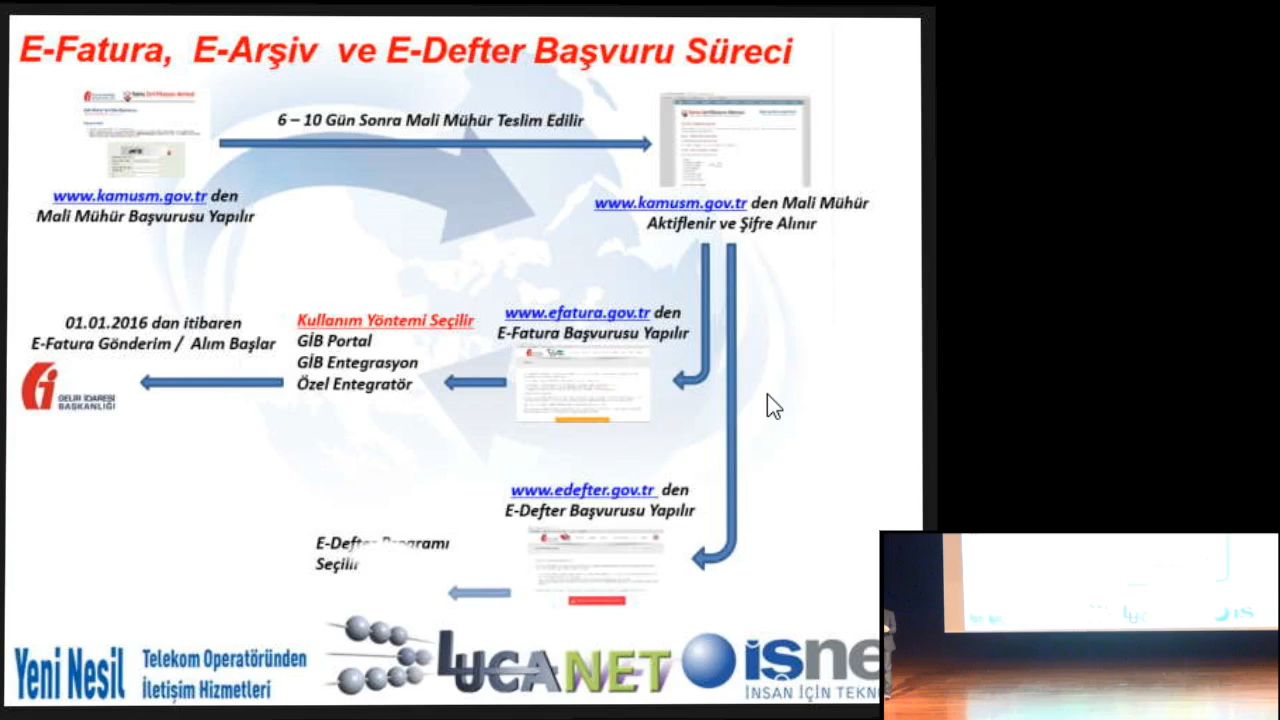 E-Fatura, E-Arşiv ve E-Defter Başvuru Süreci
6 – 10 Gün Sonra Mali Mühür Teslim Edilir
www.kamusm.gov.tr den
Mali Mühür Başvurusu Yapılır
www.kamusm.gov.tr den Mali Mühür
Aktiflenir ve Şifre Alınır
01.01.2016 dan itibaren
E-Fatura Gönderim / Alım Başlar
GELİR İDARESİ
BAŞKANLIĞI
Kullanım Yöntemi Seçilir
GİB Portal
GİB Entegrasyon
Özel Entegratör
www.efatura.gov.tr den
E-Fatura Başvurusu Yapılır
www.edefter.gov.tr den
E-Defter Başvurusu Yapılır
E-Defter Programı
Seçilir
Yeni Nesil
Telekom Operatöründen
İletişim Hizmetleri
LUCANET
işne
İNSAN İÇİN TEKN